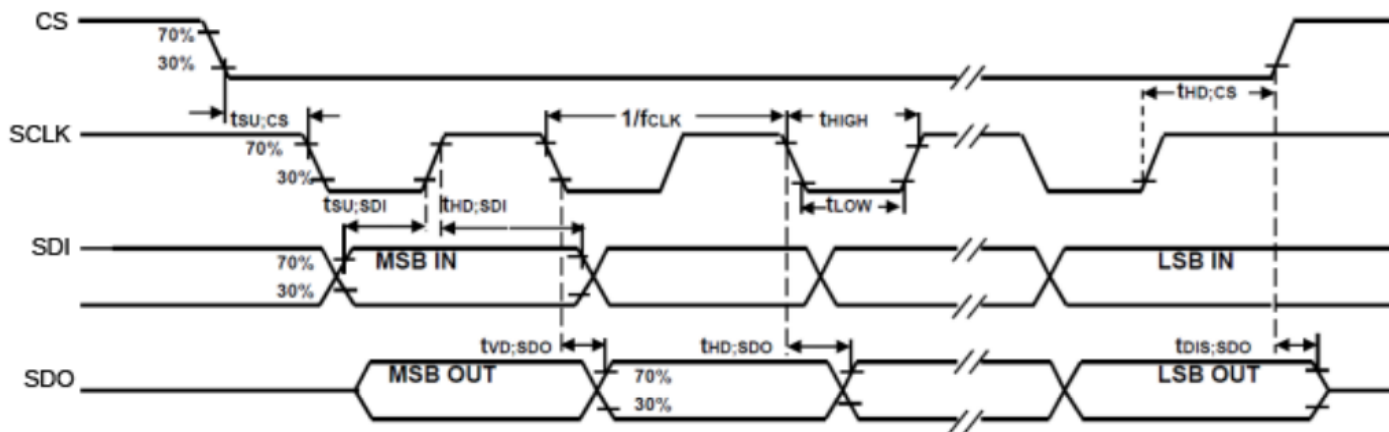 CS
70%
30%
tSU;CS
1/fCLK
tHIGH
tHD;CS
SCLK
70%
30%
tSU;SDI
tHD;SDI
tLOW
SDI
70%
30%
MSB IN
LSB IN
tVD;SDO
tHD;SDO
tDIS;SDO
SDO
MSB OUT
70%
30%
LSB OUT